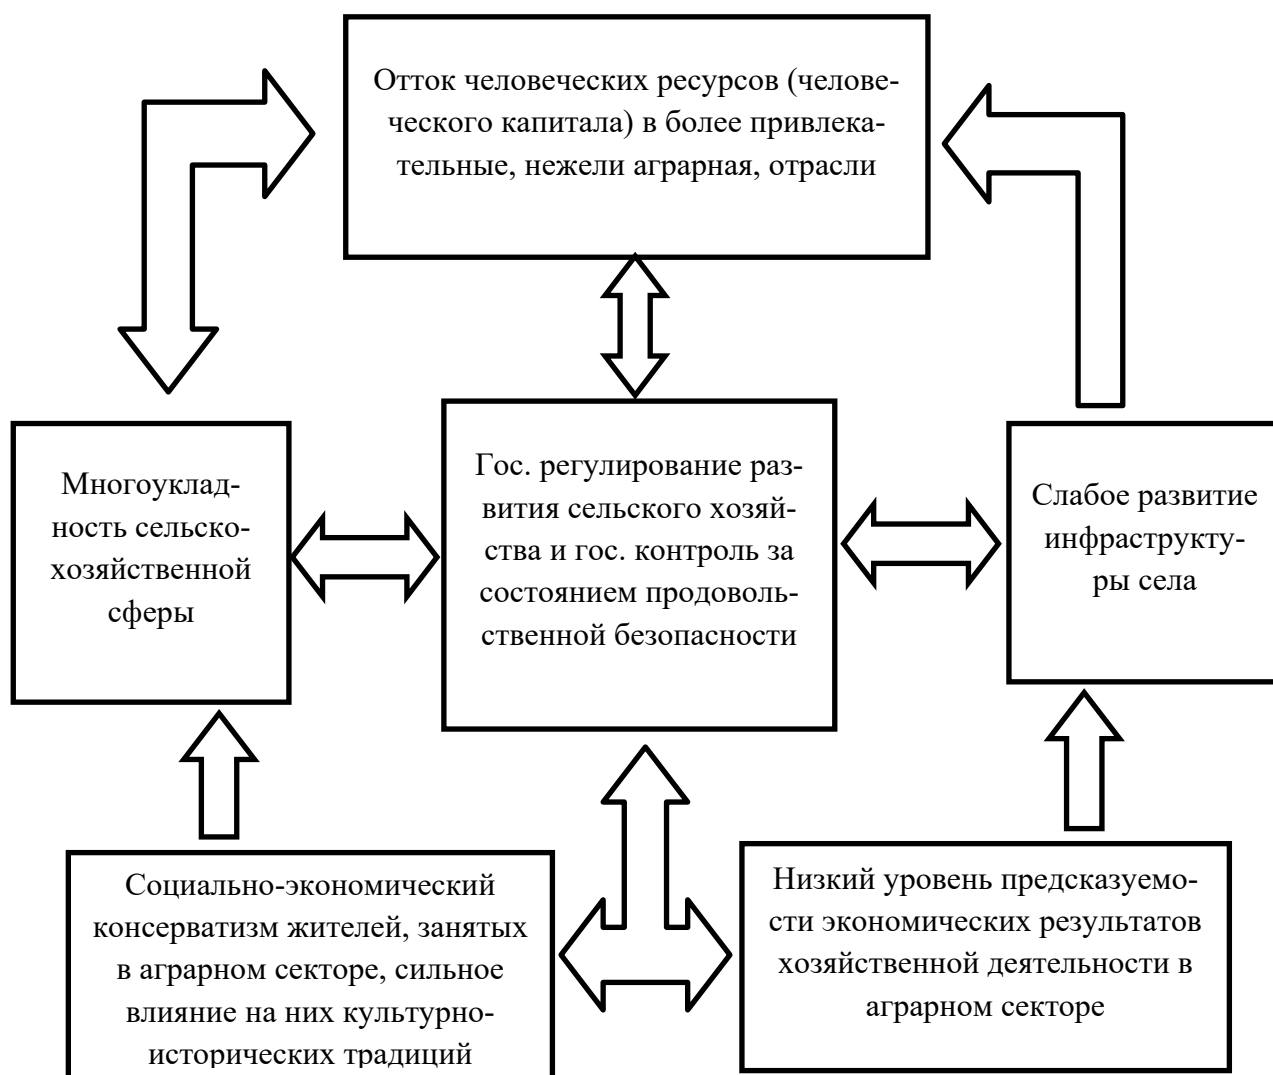 Отток человеческих ресурсов (челове-
ческого капитала) в более привлека-
тельные, нежели аграрная, отрасли
Многоуклад-
ность сельско-
хозяйственной
сферы
Гос. регулирование раз-
вития сельского хозяй-
ства и гос. контроль за
состоянием продоволь-
ственной безопасности
Слабое развитие
инфраструкту-
ры села
Социально-экономический
консерватизм жителей, занятых
в аграрном секторе, сильное
влияние на них культурно-
исторических традиций
Низкий уровень предсказуемо-
сти экономических результатов
хозяйственной деятельности в
аграрном секторе